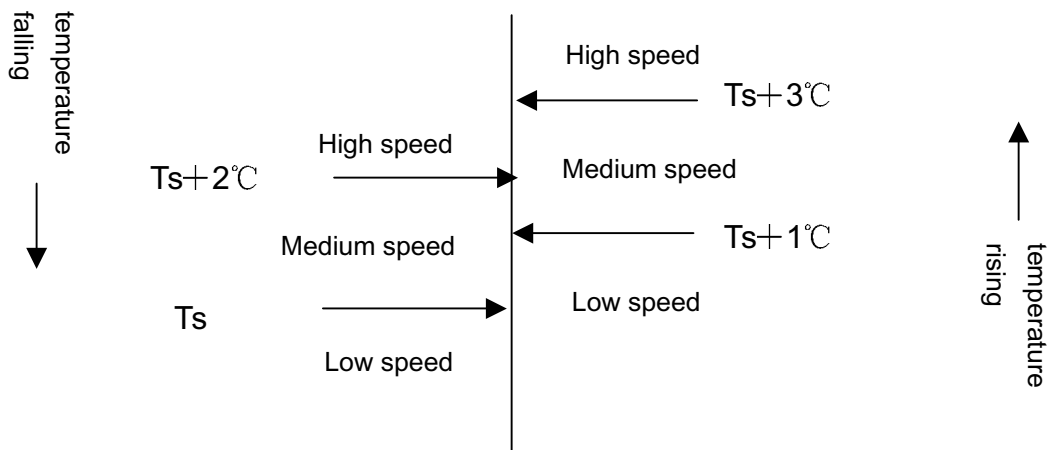 temperature
falling
High speed
Ts+3℃
High speed
Ts+2℃
Medium speed
Medium speed
Ts+1℃
Ts
Low speed
Low speed
temperature
rising